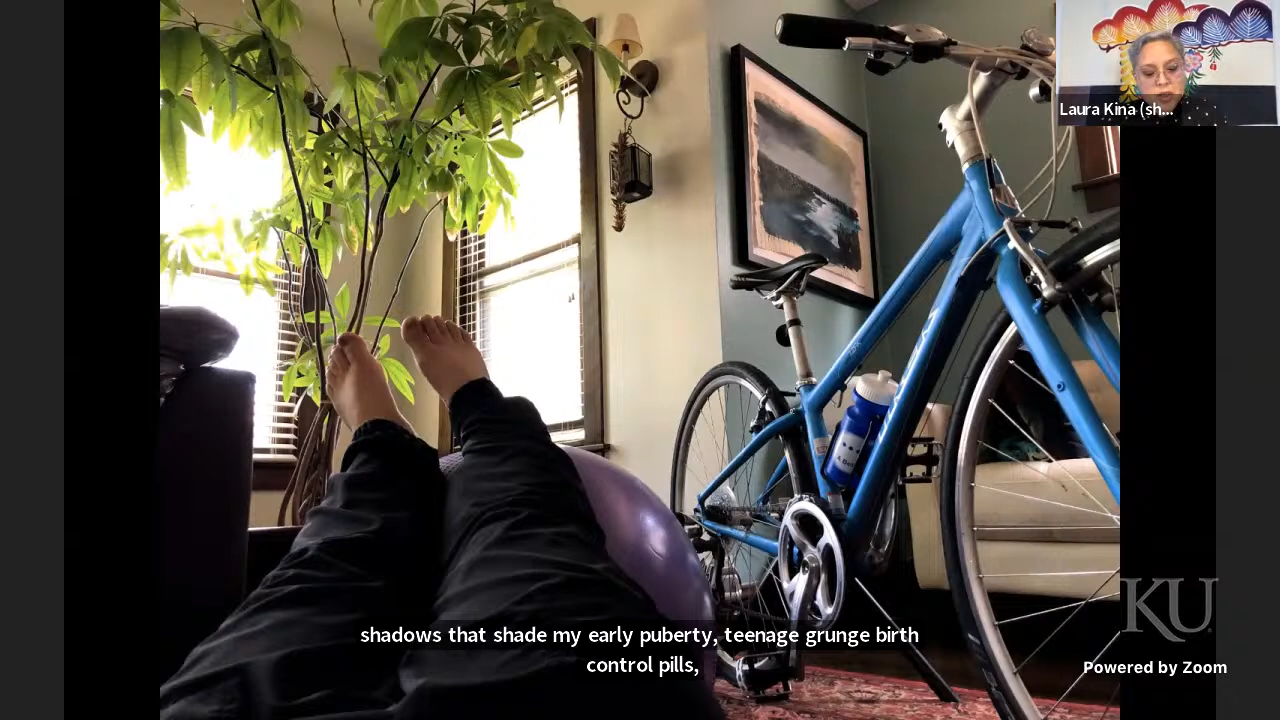 Laura Kina (sh...
shadows that shade my early puberty, teenage grunge birth
control pills,
KU
Powered by Zoom